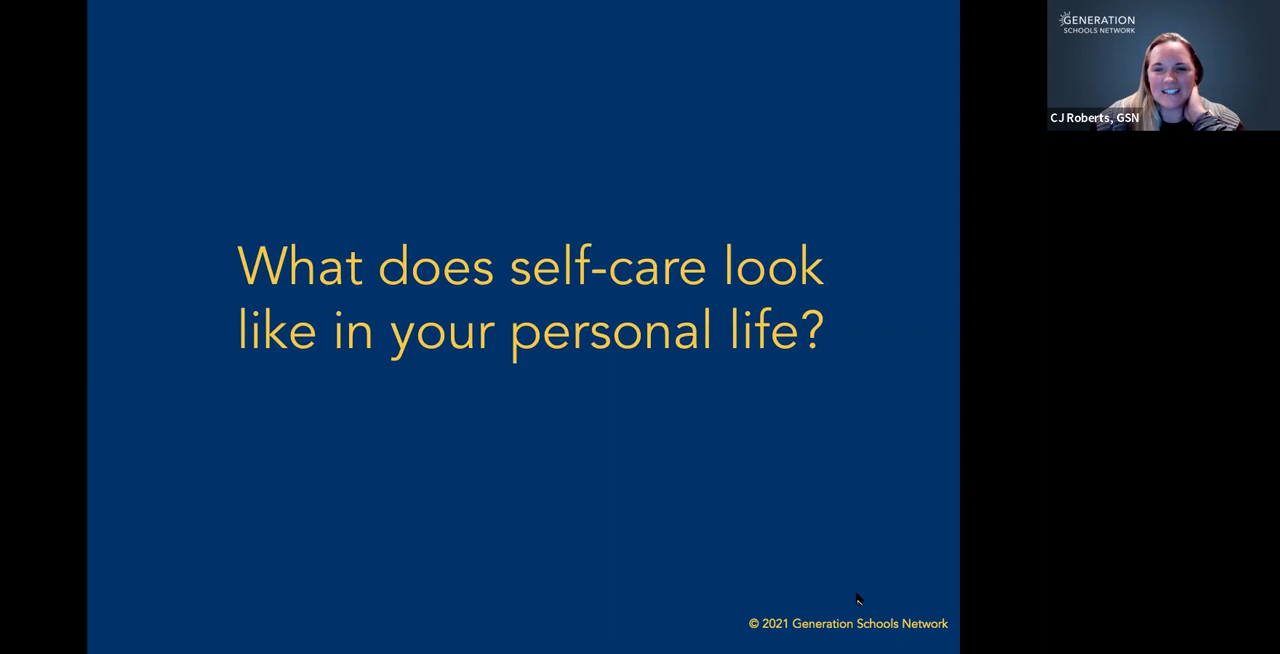 GENERATION
SCHOOLS NETWORK
CJ Roberts, GSN
What does self-care look
like in your personal life?
© 2021 Generation Schools Network